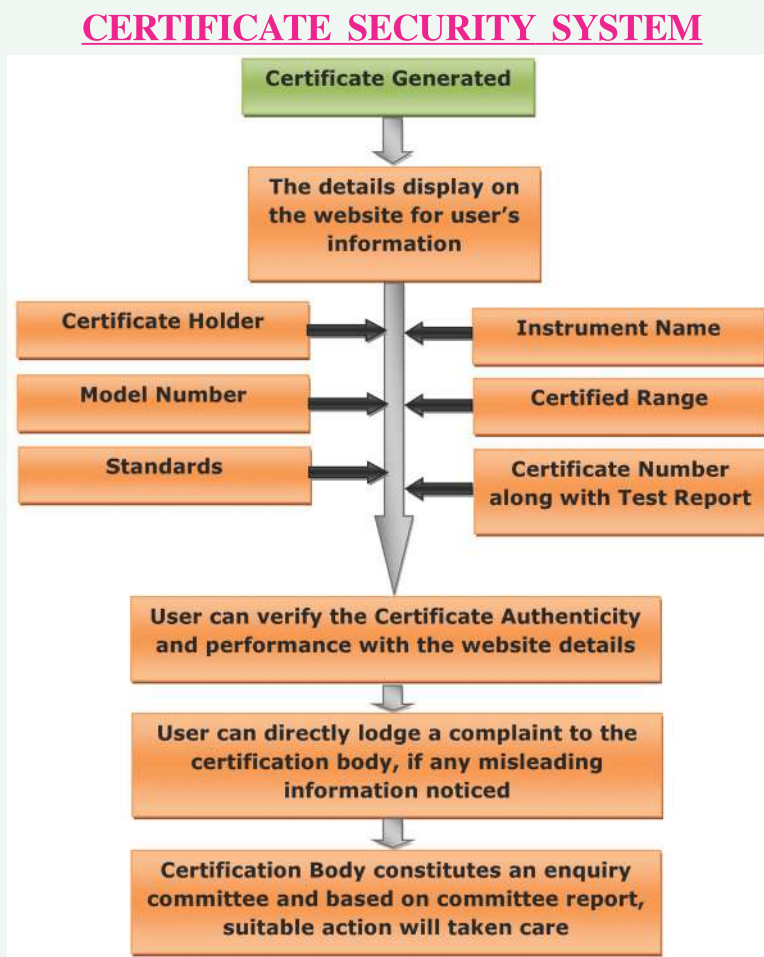 CERTIFICATE SECURITY SYSTEM
Certificate Generated
The details display on
the website for user’s
information
Certificate Holder
Instrument Name
Model Number
Certified Range
Standards
Certificate Number
along with Test Report
User can verify the Certificate Authenticity
and performance with the website details
User can directly lodge a complaint to the
certification body, if any misleading
information noticed
Certification Body constitutes an enquiry
committee and based on committee report,
suitable action will taken care